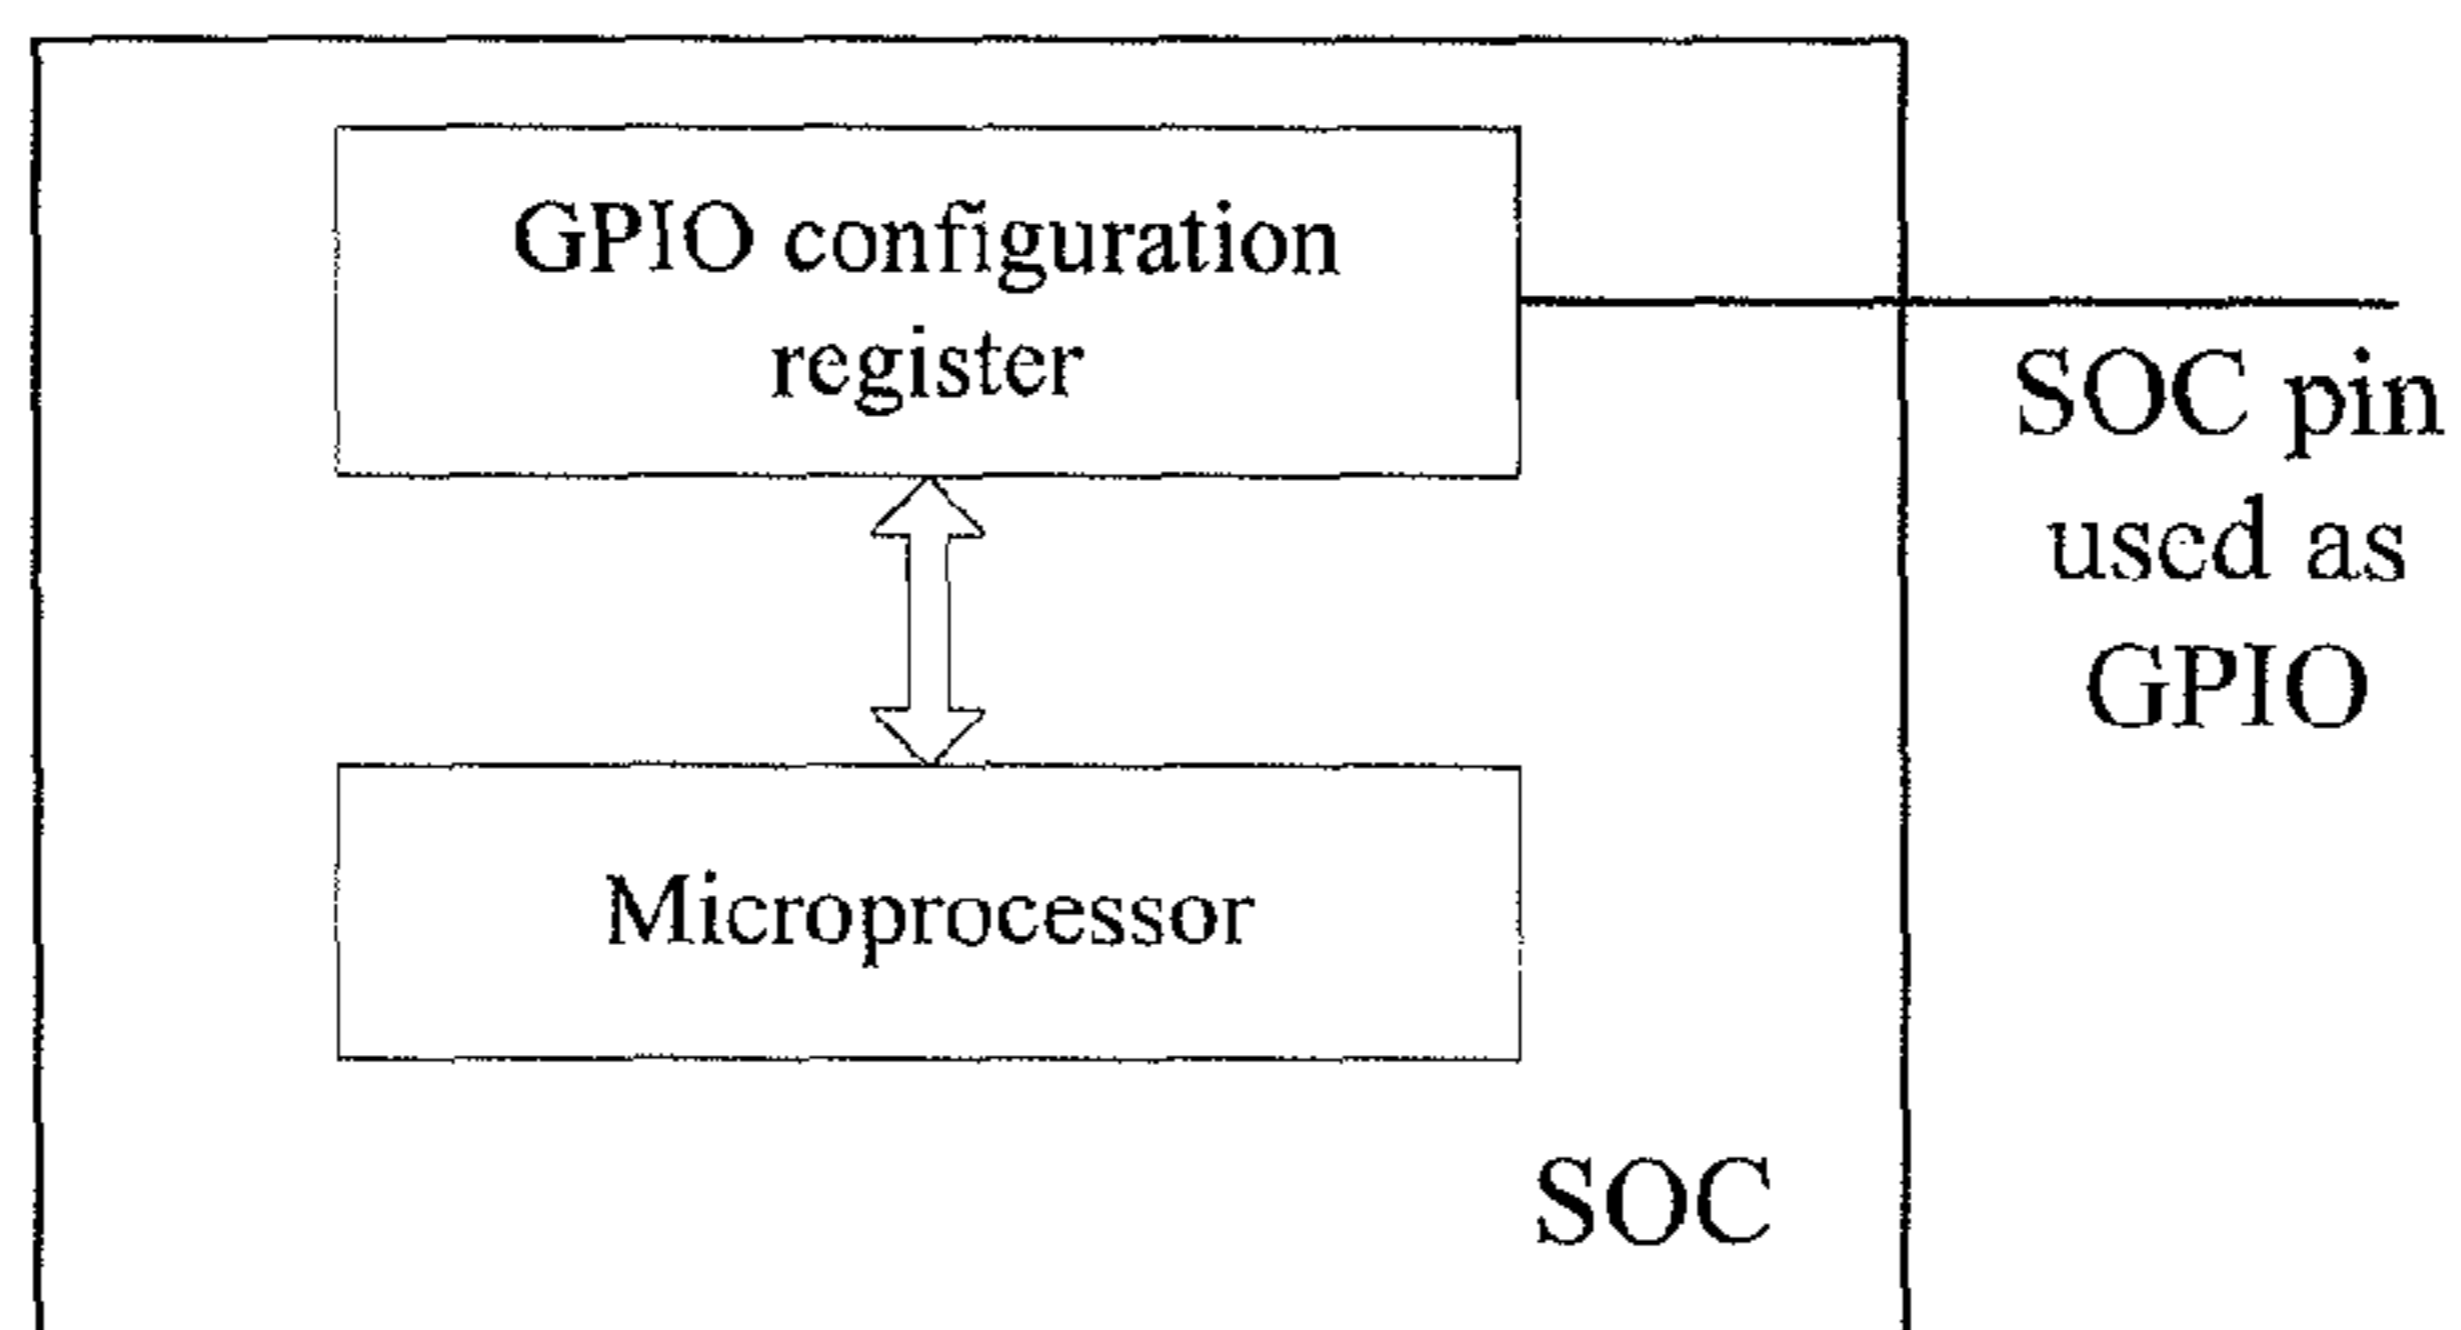 GPIO configuration
register
SOC pin
used as
GPIO
Microprocessor
SOC